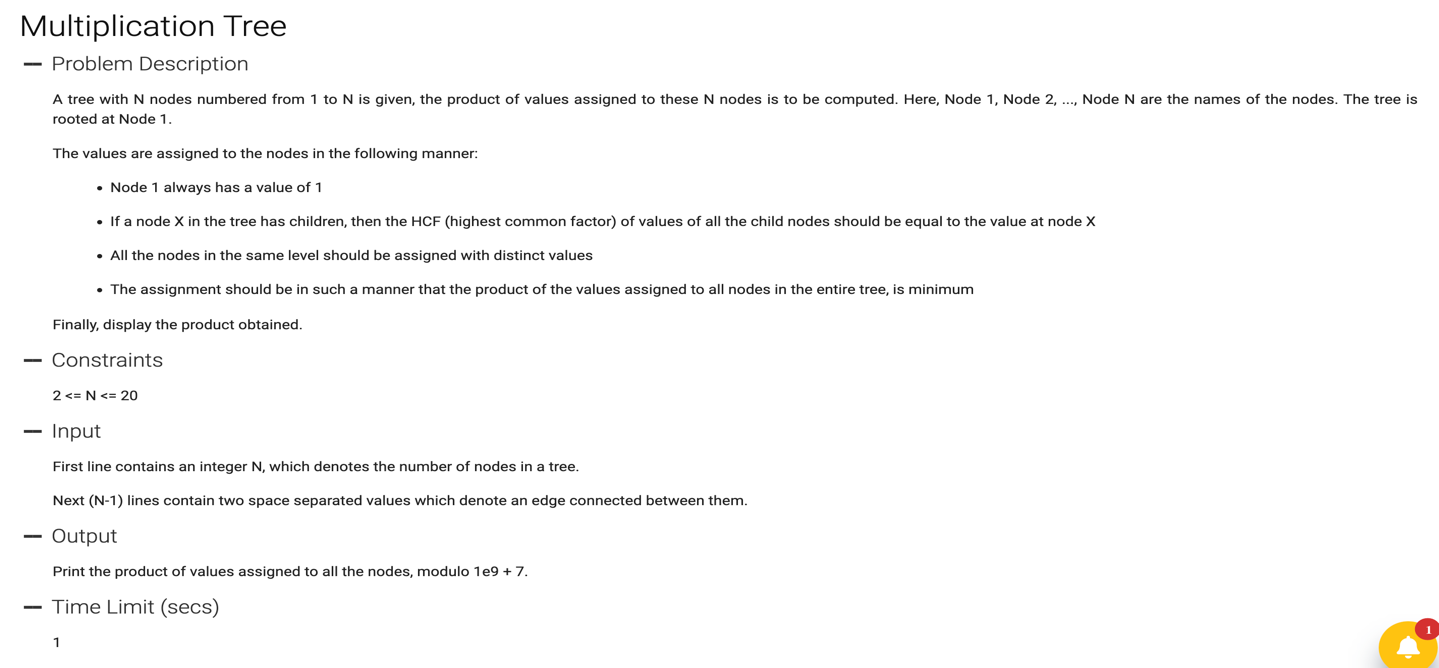 Multiplication Tree
Problem Description
A tree with N nodes numbered from 1 to N is given, the product of values assigned to these N nodes is to be computed. Here, Node 1, Node 2, ..., Node N are the names of the nodes. The tree is
rooted at Node 1.
The values are assigned to the nodes in the following manner:
• Node 1 always has a value of 1
• If a node X in the tree has children, then the HCF (highest common factor) of values of all the child nodes should be equal to the value at node X
• All the nodes in the same level should be assigned with distinct values
• The assignment should be in such a manner that the product of the values assigned to all nodes in the entire tree, is minimum
Finally, display the product obtained.
Constraints
2 <= N <= 20
Input
First line contains an integer N, which denotes the number of nodes in a tree.
Next (N-1) lines contain two space separated values which denote an edge connected between them.
Output
Print the product of values assigned to all the nodes, modulo 1e9 + 7.
Time Limit (secs)
1
1